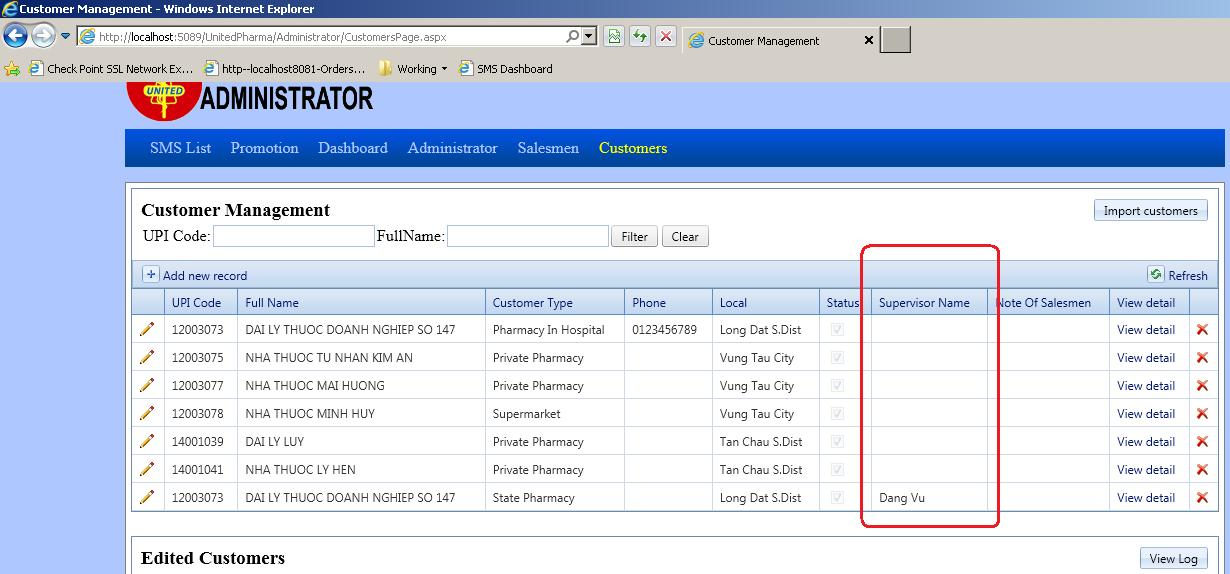 Customer Management - Windows Internet Explorer
http://localhost:5089/UnitedPharma/Administrator/CustomersPage.aspx
Customer Management
Check Point SSL Network Ex... http--localhost8081-Orders... Working SMS Dashboard
UNITED ADMINISTRATOR
SMS List Promotion Dashboard Administrator Salesmen Customers
Customer Management Import customers
UPI Code: FullName: Filter Clear
Add new record Refresh
UPI Code Full Name Customer Type Phone Local Status Supervisor Name Note Of Salesmen View detail
12003073 DAI LY THUOC DOANH NGHIEP SO 147 Pharmacy In Hospital 0123456789 Long Dat S.Dist View detail
12003075 NHA THUOC TU NHAN KIM AN Private Pharmacy Vung Tau City View detail
12003077 NHA THUOC MAI HUONG Private Pharmacy Vung Tau City View detail
12003078 NHA THUOC MINH HUY Supermarket Vung Tau City View detail
14001039 DAI LY LUY Private Pharmacy Tan Chau S.Dist View detail
14001041 NHA THUOC LY HEN Private Pharmacy Tan Chau S.Dist View detail
12003073 DAI LY THUOC DOANH NGHIEP SO 147 State Pharmacy Long Dat S.Dist Dang Vu View detail
Edited Customers View Log